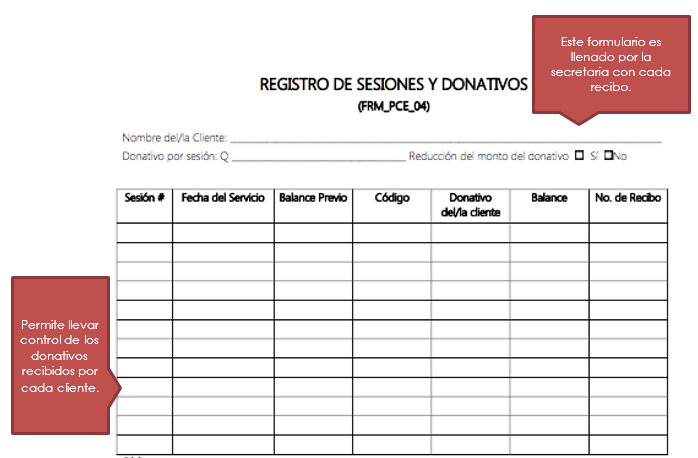 Este formulario es
llenado por la
secretaria con cada
recibo.
REGISTRO DE SESIONES Y DONATIVOS
(FRM_PCE_04)
Nombre del/la Cliente:
Donativo por sesión: Q Reducción del monto del donativo Sí No
Sesión # Fecha del Servicio Balance Previo Código Donativo del/la cliente Balance No. de Recibo
Permite llevar
control de los
donativos
recibidos por
cada cliente.